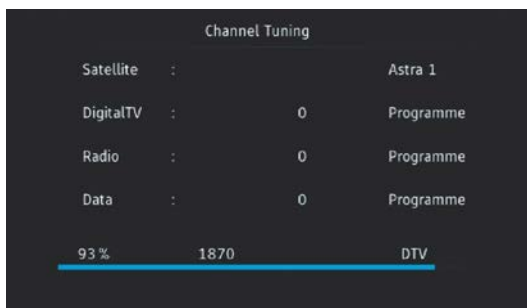 Channel Tuning
Satellite : Astra 1
DigitalTV : 0 Programme
Radio : 0 Programme
Data : 0 Programme
93 % 1870 DTV